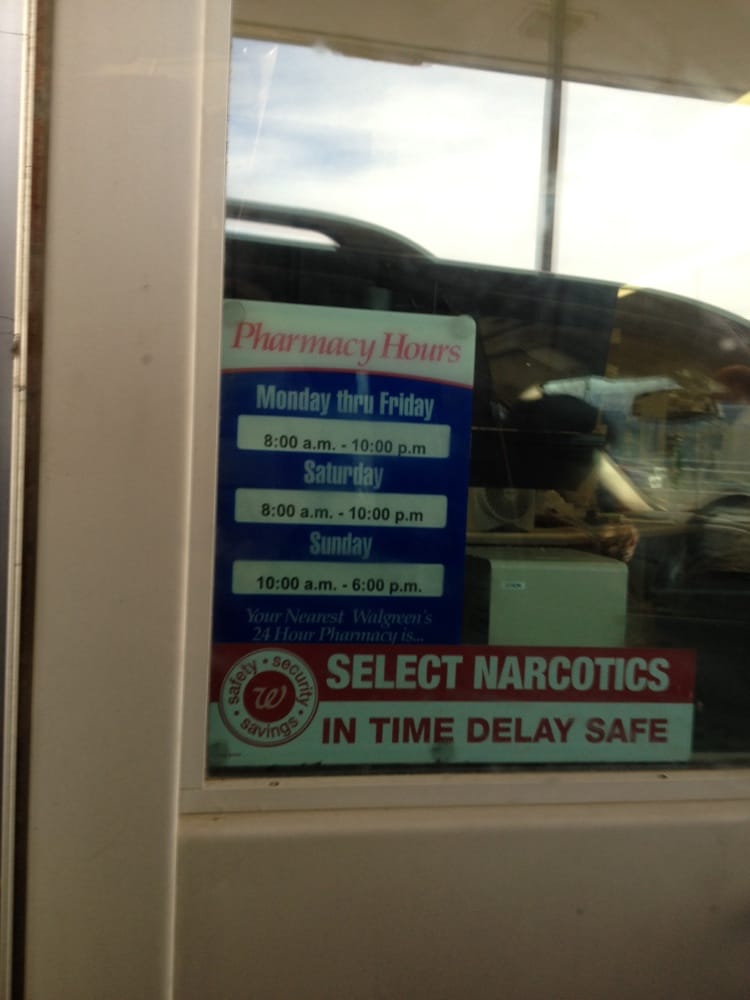 Pharmacy Hours
Monday thru Friday
8:00 a.m. - 10:00 p.m
Saturday
8:00 a.m. - 10:00 p.m
Sunday
10:00 a.m. - 6:00 p.m.
Your Nearest Walgreen's
24 Hour Pharmacy is...
safety • security • savings •
W
SELECT NARCOTICS
IN TIME DELAY SAFE